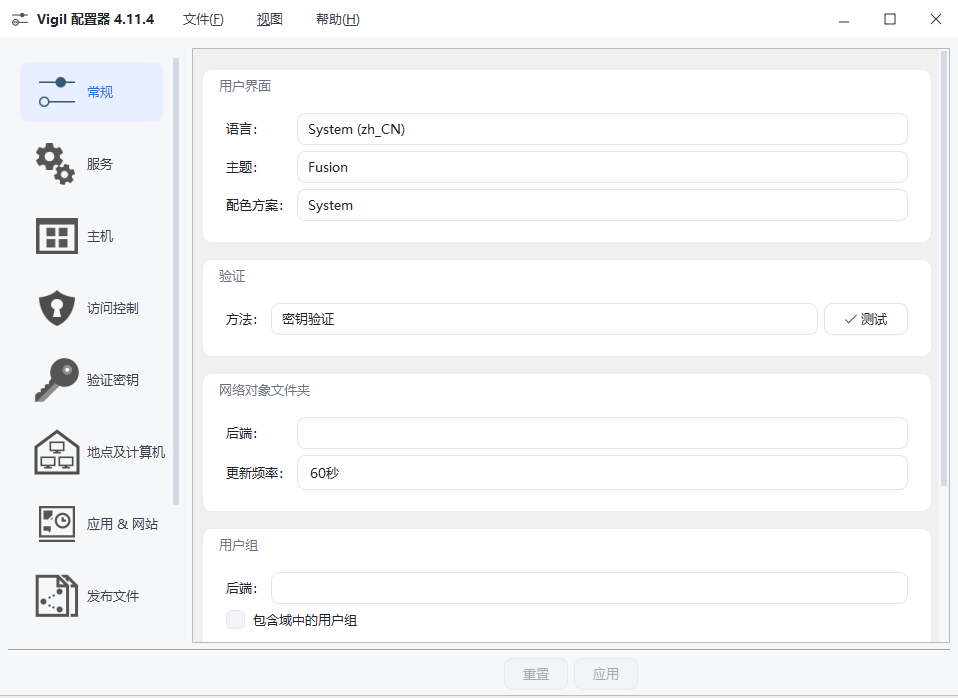 Vigil 配置器 4.11.4 文件(F) 视图 帮助(H)
常规
服务
主机
访问控制
验证密钥
地点及计算机
应用 & 网站
发布文件
用户界面
语言: System (zh_CN)
主题: Fusion
配色方案: System
验证
方法: 密钥验证 测试
网络对象文件夹
后端:
更新频率: 60秒
用户组
后端:
包含域中的用户组
重置 应用